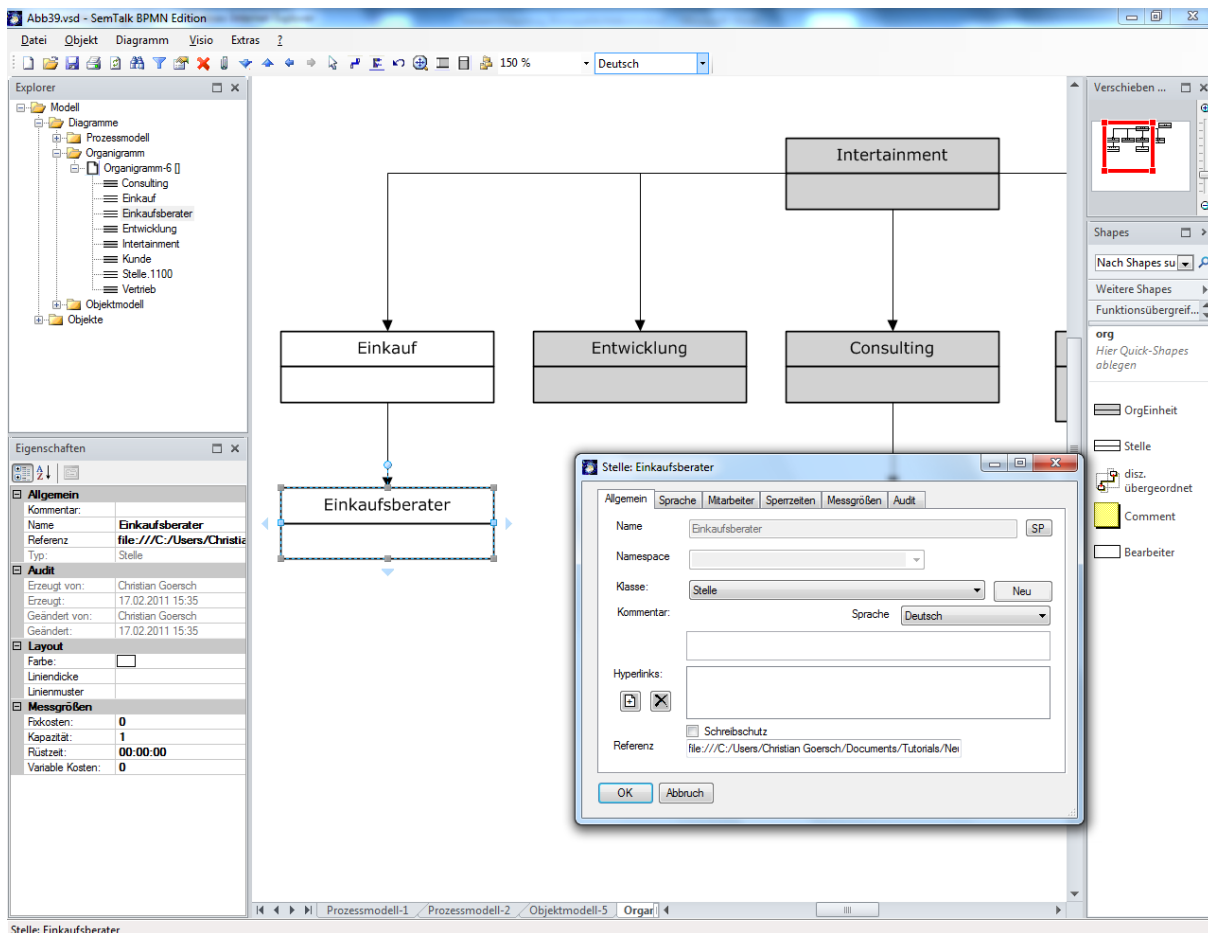 Abb39.vsd - SemTalk BPMN Edition
Datei Objekt Diagramm Visio Extras ?
150 % Deutsch
Explorer
Modell
Diagramme
Prozessmodell
Organigramm
Organigramm-6 []
Consulting
Einkauf
Einkaufsberater
Entwicklung
Intertainment
Kunde
Stelle.1100
Vertrieb
Objektmodell
Objekte
Eigenschaften
Allgemein
Kommentar:
Name Einkaufsberater
Referenz file:///C:/Users/Christia
Typ: Stelle
Audit
Erzeugt von: Christian Goersch
Erzeugt: 17.02.2011 15:35
Geändert von: Christian Goersch
Geändert: 17.02.2011 15:35
Layout
Farbe:
Liniendicke
Linienmuster
Messgrößen
Fixkosten: 0
Kapazität: 1
Rüstzeit: 00:00:00
Variable Kosten: 0
Intertainment
Einkauf
Entwicklung
Consulting
Einkaufsberater
Stelle: Einkaufsberater
Allgemein Sprache Mitarbeiter Sperrzeiten Messgrößen Audit
Name Einkaufsberater SP
Namespace
Klasse: Stelle Neu
Kommentar: Sprache Deutsch
Hyperlinks:
Schreibschutz
Referenz file:///C:/Users/Christian Goersch/Documents/Tutorials/Neu
OK Abbruch
Prozessmodell-1 Prozessmodell-2 Objektmodell-5 Organ
Verschieben ...
Shapes
Nach Shapes su
Weitere Shapes
Funktionsübergreif...
org
Hier Quick-Shapes
ablegen
OrgEinheit
Stelle
disz.
übergeordnet
Comment
Bearbeiter
Stelle: Einkaufsberater